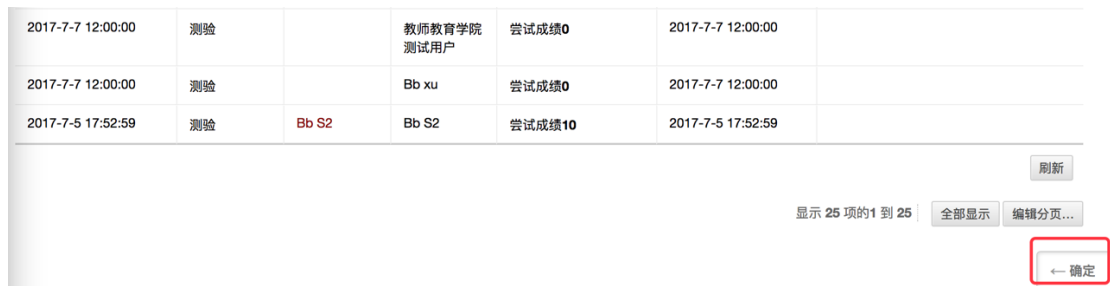 2017-7-7 12:00:00 测验 教师教育学院 尝试成绩0 2017-7-7 12:00:00
测试用户
2017-7-7 12:00:00 测验 Bb xu 尝试成绩0 2017-7-7 12:00:00
2017-7-5 17:52:59 测验 Bb S2 Bb S2 尝试成绩10 2017-7-5 17:52:59
刷新
显示 25 项的1 到 25 全部显示 编辑分页...
← 确定